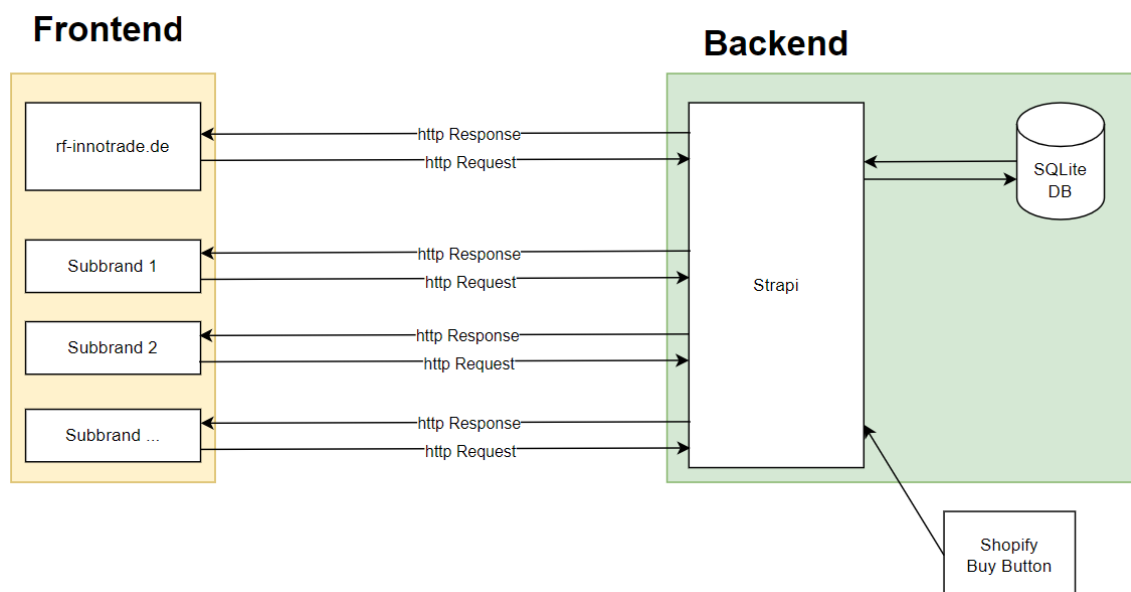 Frontend
Backend
rf-innotrade.de
http Response
http Request
SQLite
DB
Subbrand 1
http Response
http Request
Strapi
Subbrand 2
http Response
http Request
Subbrand ...
http Response
http Request
Shopify
Buy Button